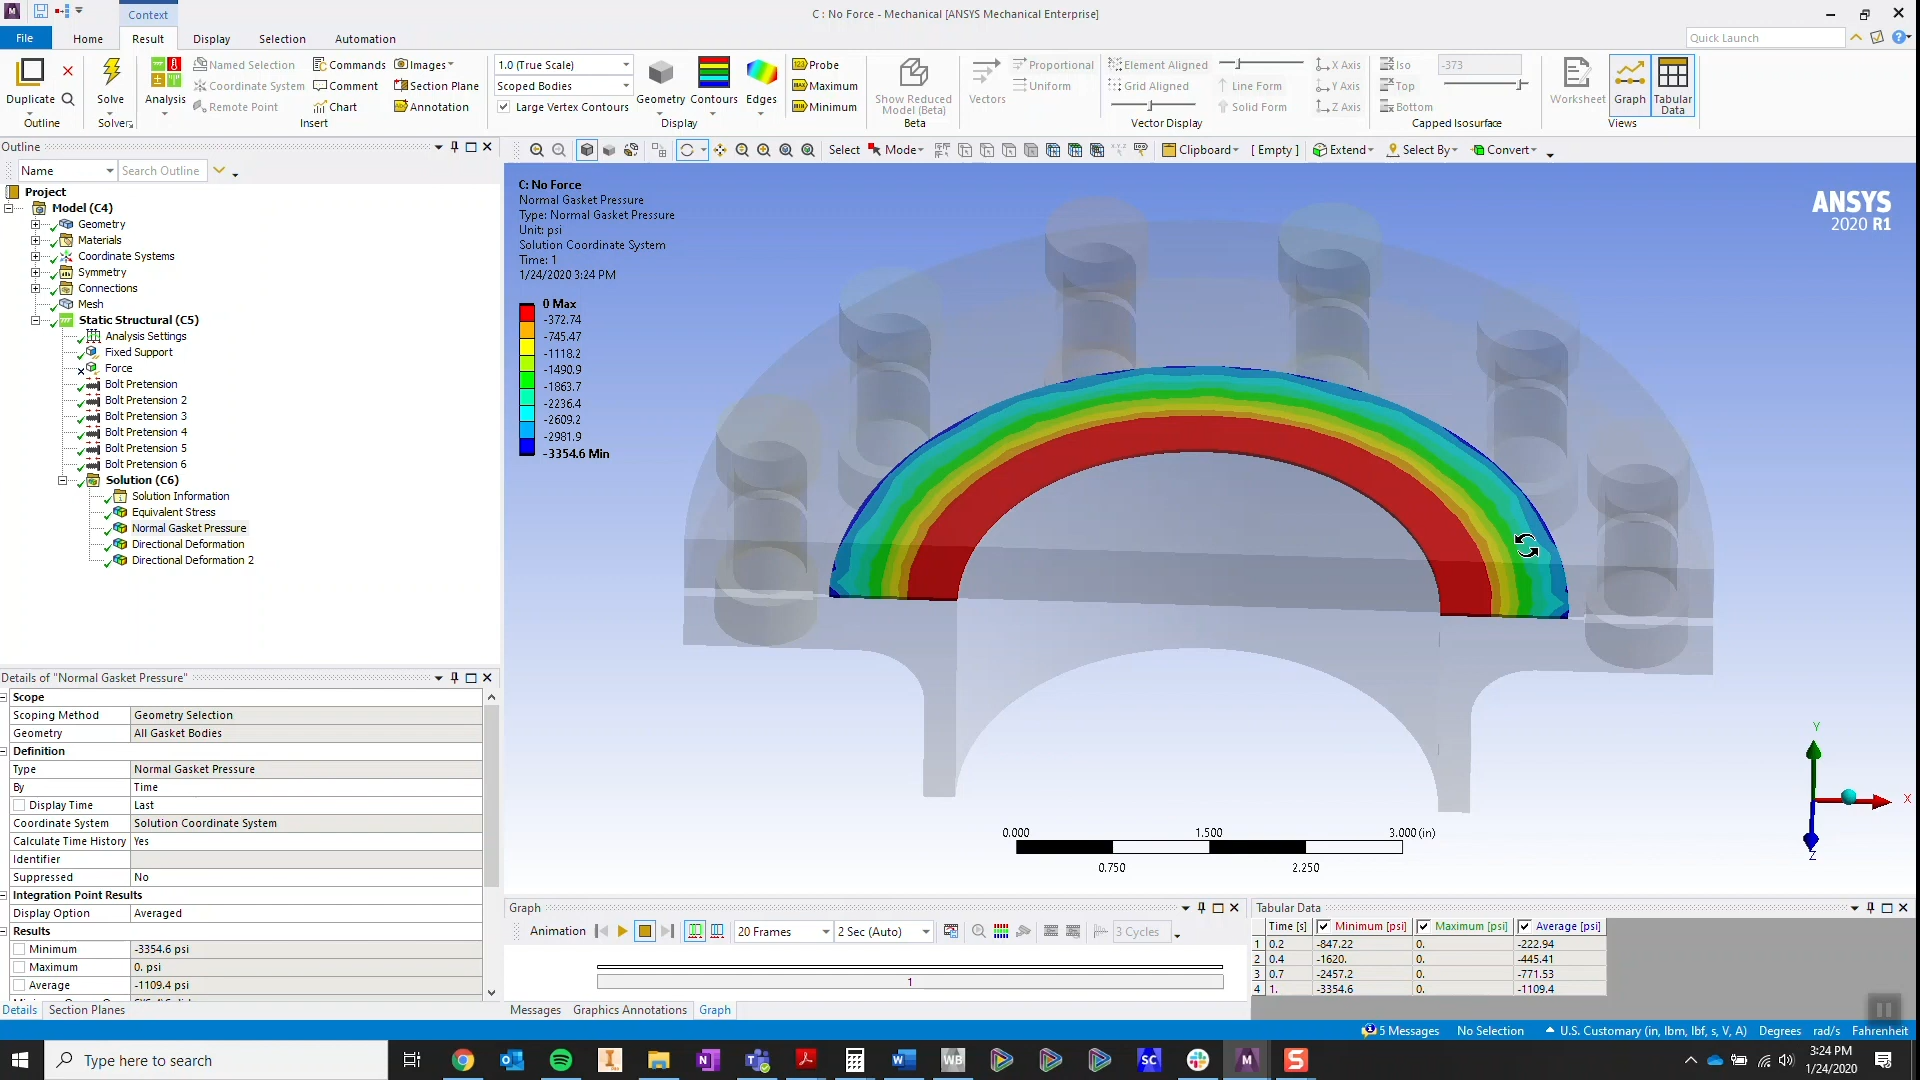 Context
C : No Force - Mechanical [ANSYS Mechanical Enterprise]
File
Home
Result
Display
Selection
Automation
Quick Launch
Duplicate
Outline
Solve
Solver
Analysis
Named Selection
Coordinate System
Remote Point
Commands
Comment
Chart
Images
Section Plane
Annotation
Insert
1.0 (True Scale)
Scoped Bodies
Large Vertex Contours
Geometry
Contours
Edges
Display
Probe
Maximum
Minimum
Show Reduced
Model (Beta)
Beta
Vectors
Proportional
Uniform
Element Aligned
Grid Aligned
Line Form
Solid Form
X Axis
Y Axis
Z Axis
Vector Display
Iso
Top
Bottom
-373
Capped Isosurface
Worksheet
Graph
Tabular
Data
Views
Outline
Name
Search Outline
Select
Mode
Clipboard
[ Empty ]
Extend
Select By
Convert
Project
Model (C4)
Geometry
Materials
Coordinate Systems
Symmetry
Connections
Mesh
Static Structural (C5)
Analysis Settings
Fixed Support
Force
Bolt Pretension
Bolt Pretension 2
Bolt Pretension 3
Bolt Pretension 4
Bolt Pretension 5
Bolt Pretension 6
Solution (C6)
Solution Information
Equivalent Stress
Normal Gasket Pressure
Directional Deformation
Directional Deformation 2
C: No Force
Normal Gasket Pressure
Type: Normal Gasket Pressure
Unit: psi
Solution Coordinate System
Time: 1
1/24/2020 3:24 PM
0 Max
-372.74
-745.47
-1118.2
-1490.9
-1863.7
-2236.4
-2609.2
-2981.9
-3354.6 Min
ANSYS
2020 R1
Y
X
Z
0.000
1.500
3.000 (in)
0.750
2.250
Details of "Normal Gasket Pressure"
Scope
Scoping Method Geometry Selection
Geometry All Gasket Bodies
Definition
Type Normal Gasket Pressure
By Time
Display Time Last
Coordinate System Solution Coordinate System
Calculate Time History Yes
Identifier
Suppressed No
Integration Point Results
Display Option Averaged
Results
Minimum -3354.6 psi
Maximum 0. psi
Average -1109.4 psi
Details
Section Planes
Graph
Animation
20 Frames
2 Sec (Auto)
3 Cycles
1
Messages
Graphics Annotations
Graph
Tabular Data
Time [s] Minimum [psi] Maximum [psi] Average [psi]
1 0.2 -847.22 0. -222.94
2 0.4 -1620. 0. -445.41
3 0.7 -2457.2 0. -771.53
4 1. -3354.6 0. -1109.4
5 Messages
No Selection
U.S. Customary (in, lbm, lbf, s, V, A)
Degrees
rad/s
Fahrenheit
Type here to search
WB
SC
M
S
3:24 PM
1/24/2020